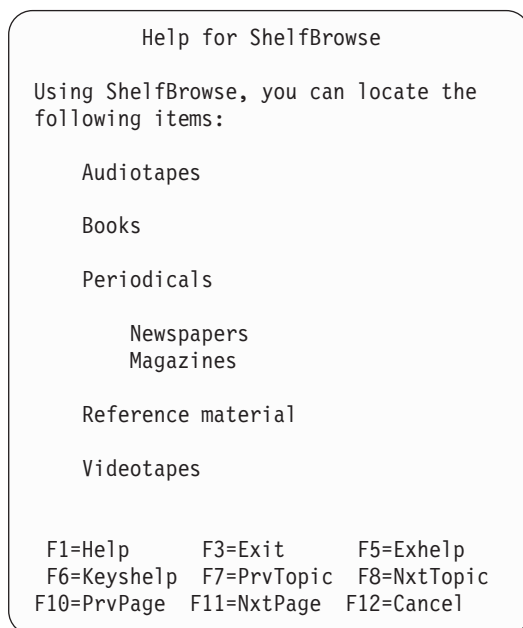 Help for ShelfBrowse
Using ShelfBrowse, you can locate the
following items:
Audiotapes
Books
Periodicals
Newspapers
Magazines
Reference material
Videotapes
F1=Help F3=Exit F5=Exhelp
F6=Keyshelp F7=PrvTopic F8=NxtTopic
F10=PrvPage F11=NxtPage F12=Cancel